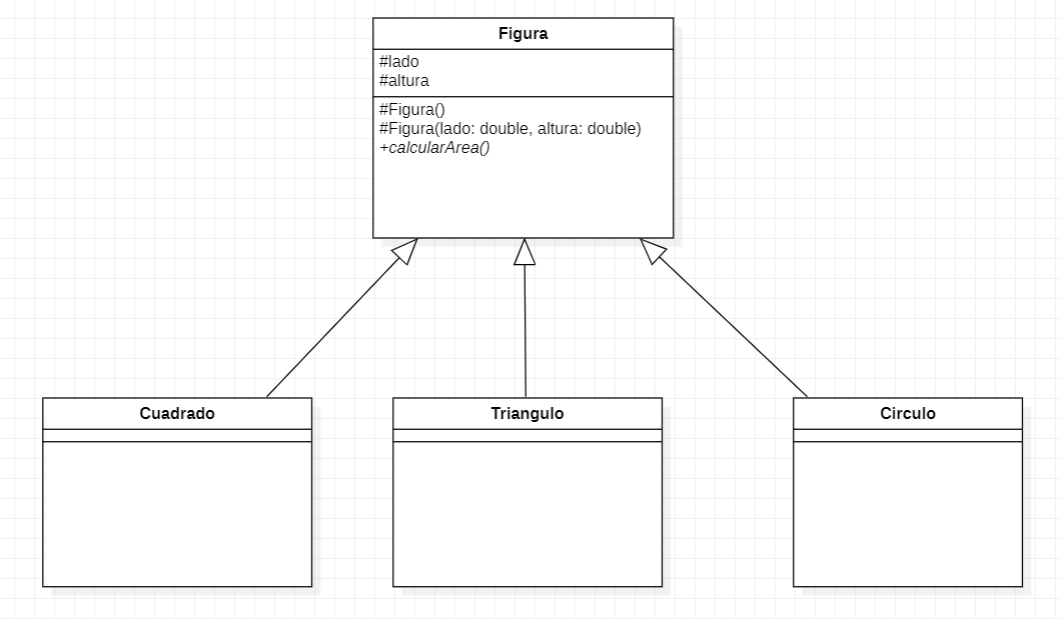 Figura
#lado
#altura
#Figura()
#Figura(lado: double, altura: double)
+calcularArea()
Cuadrado
Triangulo
Circulo